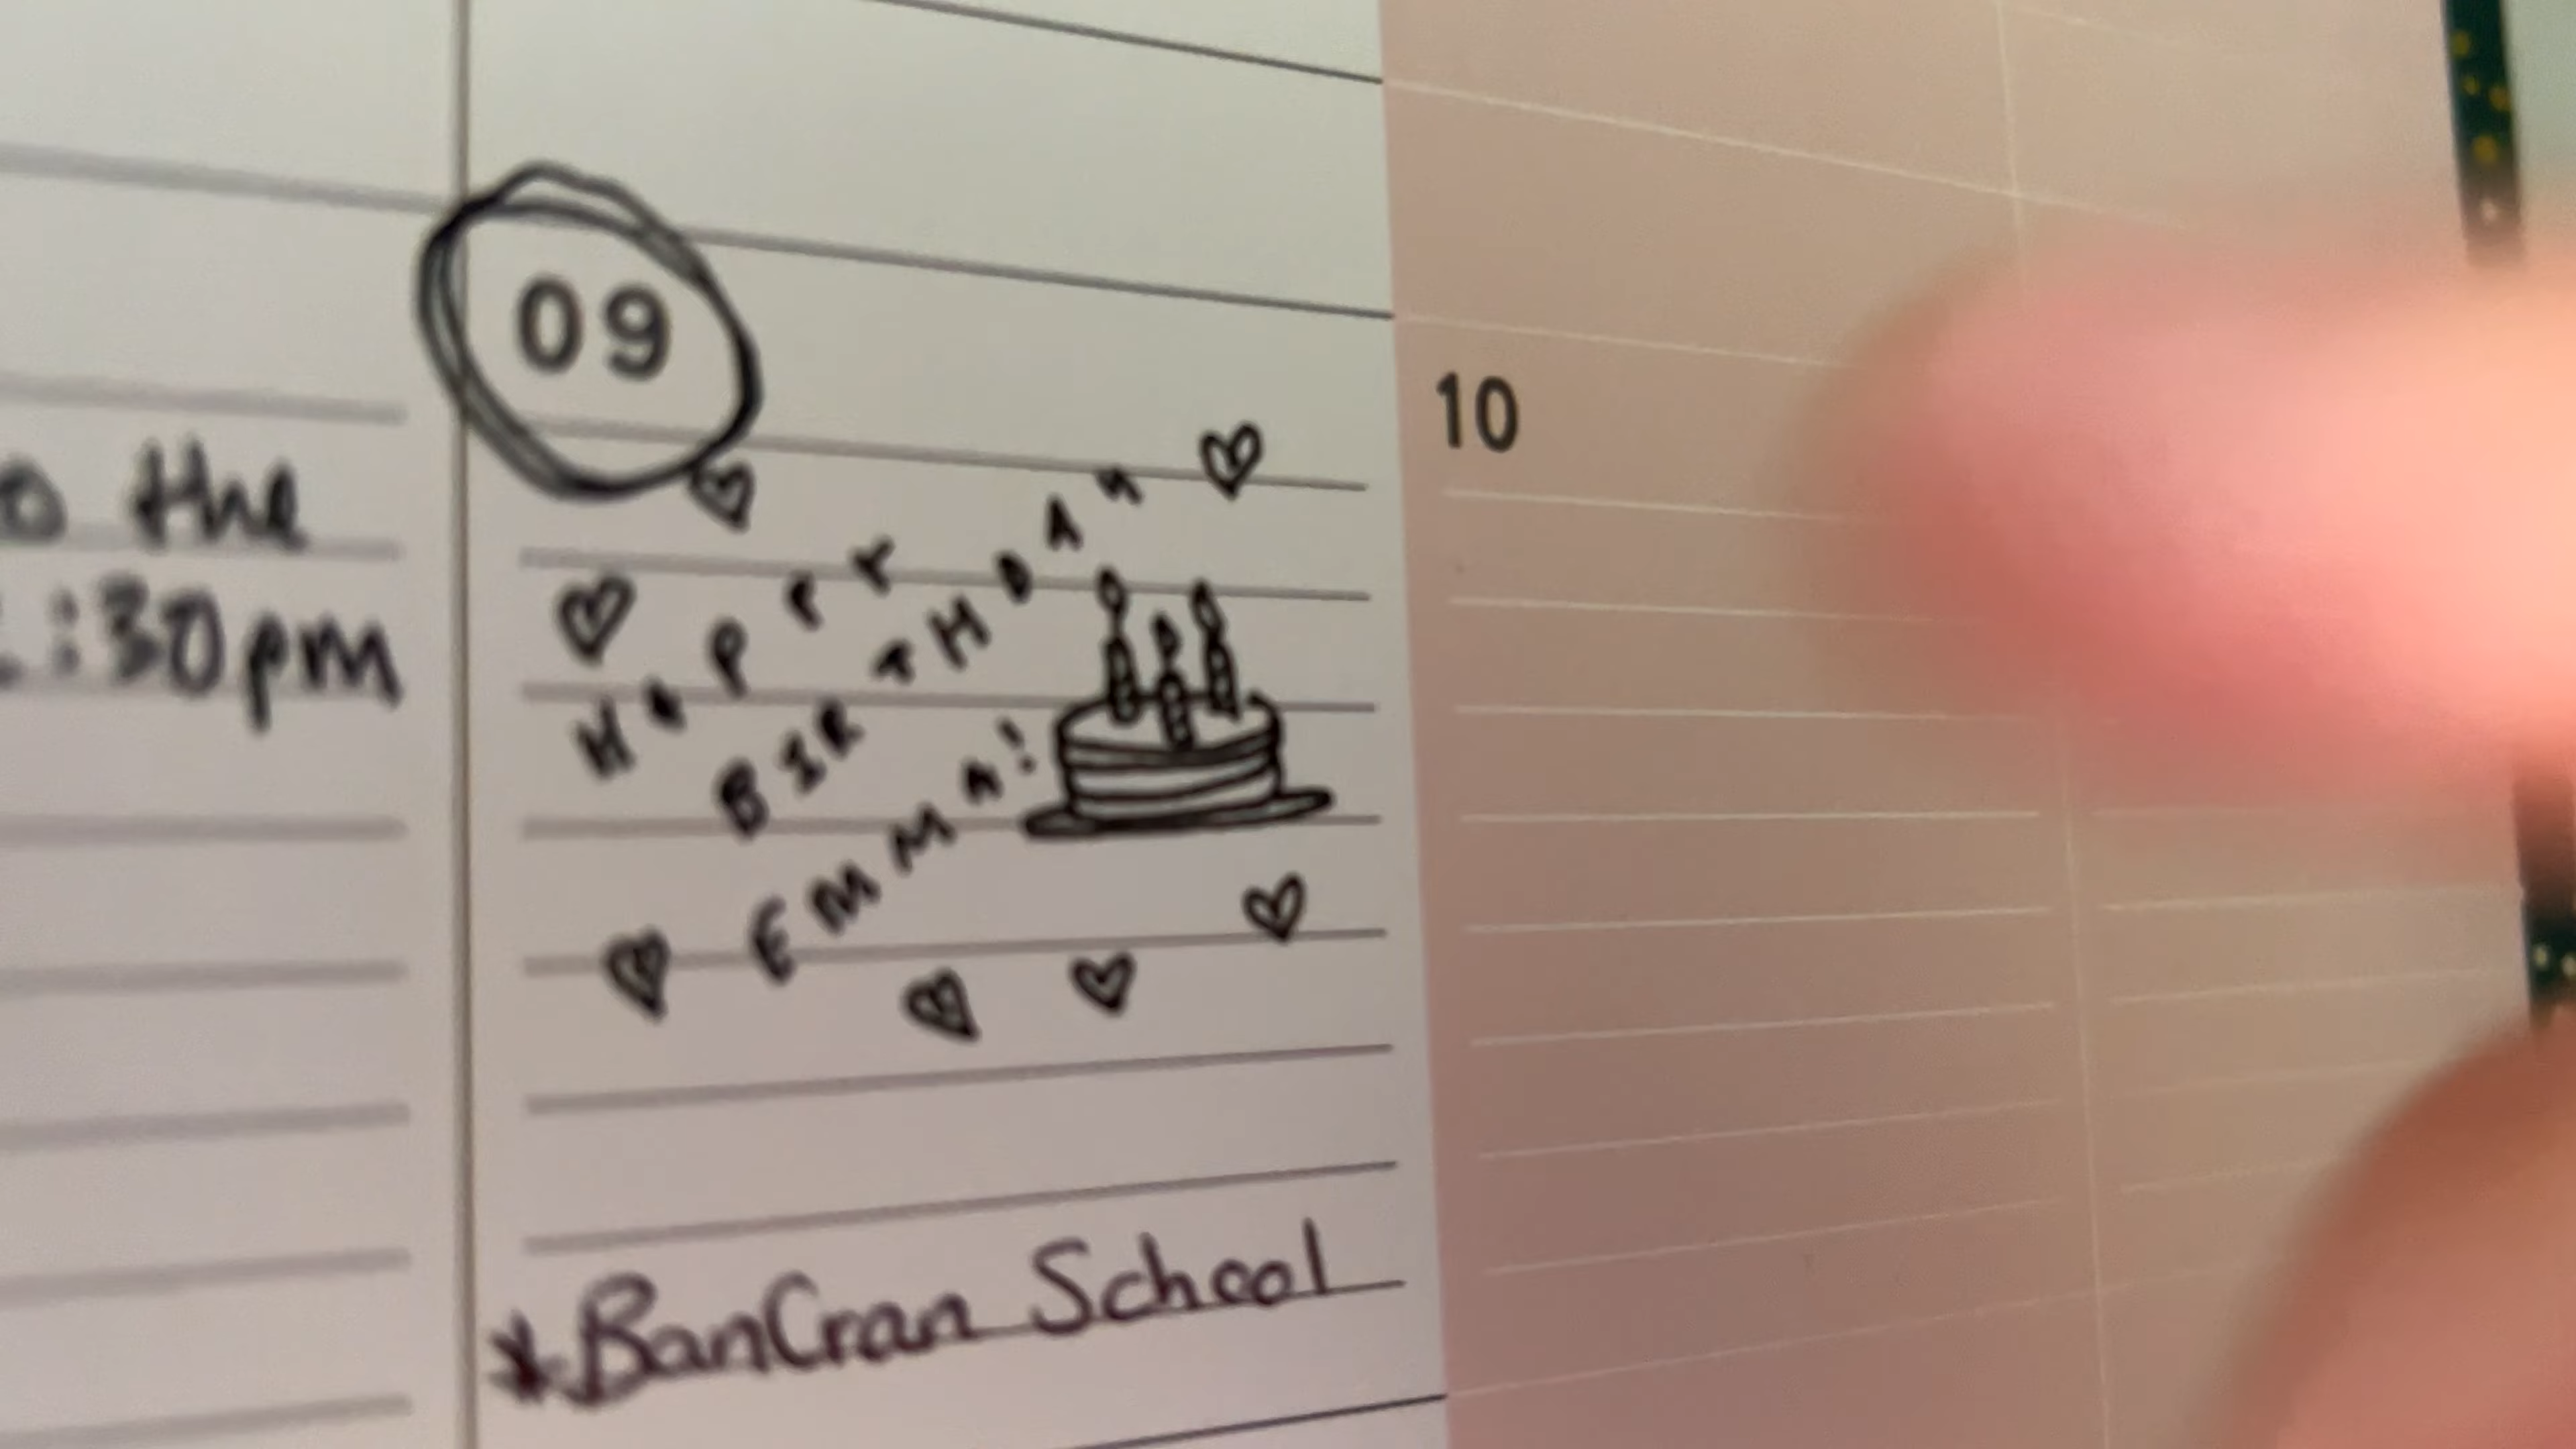 09
10
o the
:30pm
HAPPY
BIRTHDAY
EMMA!
*BanCran School